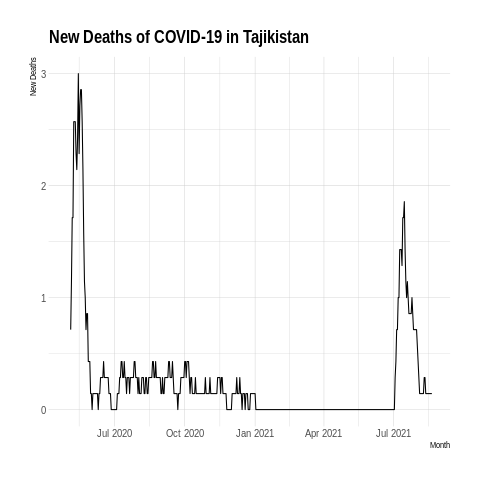 New Deaths of COVID-19 in Tajikistan
New Deaths
3
2
1
0
Jul 2020 Oct 2020 Jan 2021 Apr 2021 Jul 2021
Month